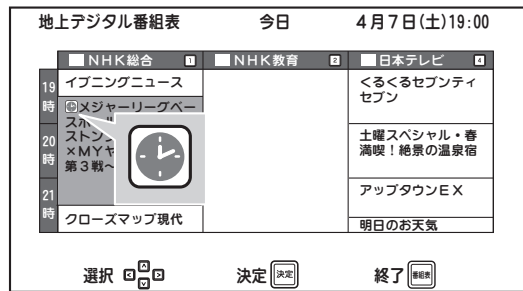 地上デジタル番組表 今日 4月7日(土)19:00
NHK総合 1 NHK教育 2 日本テレビ 4
19時
20時
21時
イブニングニュース
メジャーリーグベー
ストン
×MYヤ
第3戦~
クローズマップ現代
くるくるセブンティ
セブン
土曜スペシャル・春
満喫!絶景の温泉宿
アップタウンEX
明日のお天気
選択 決定 決定 終了 番組表